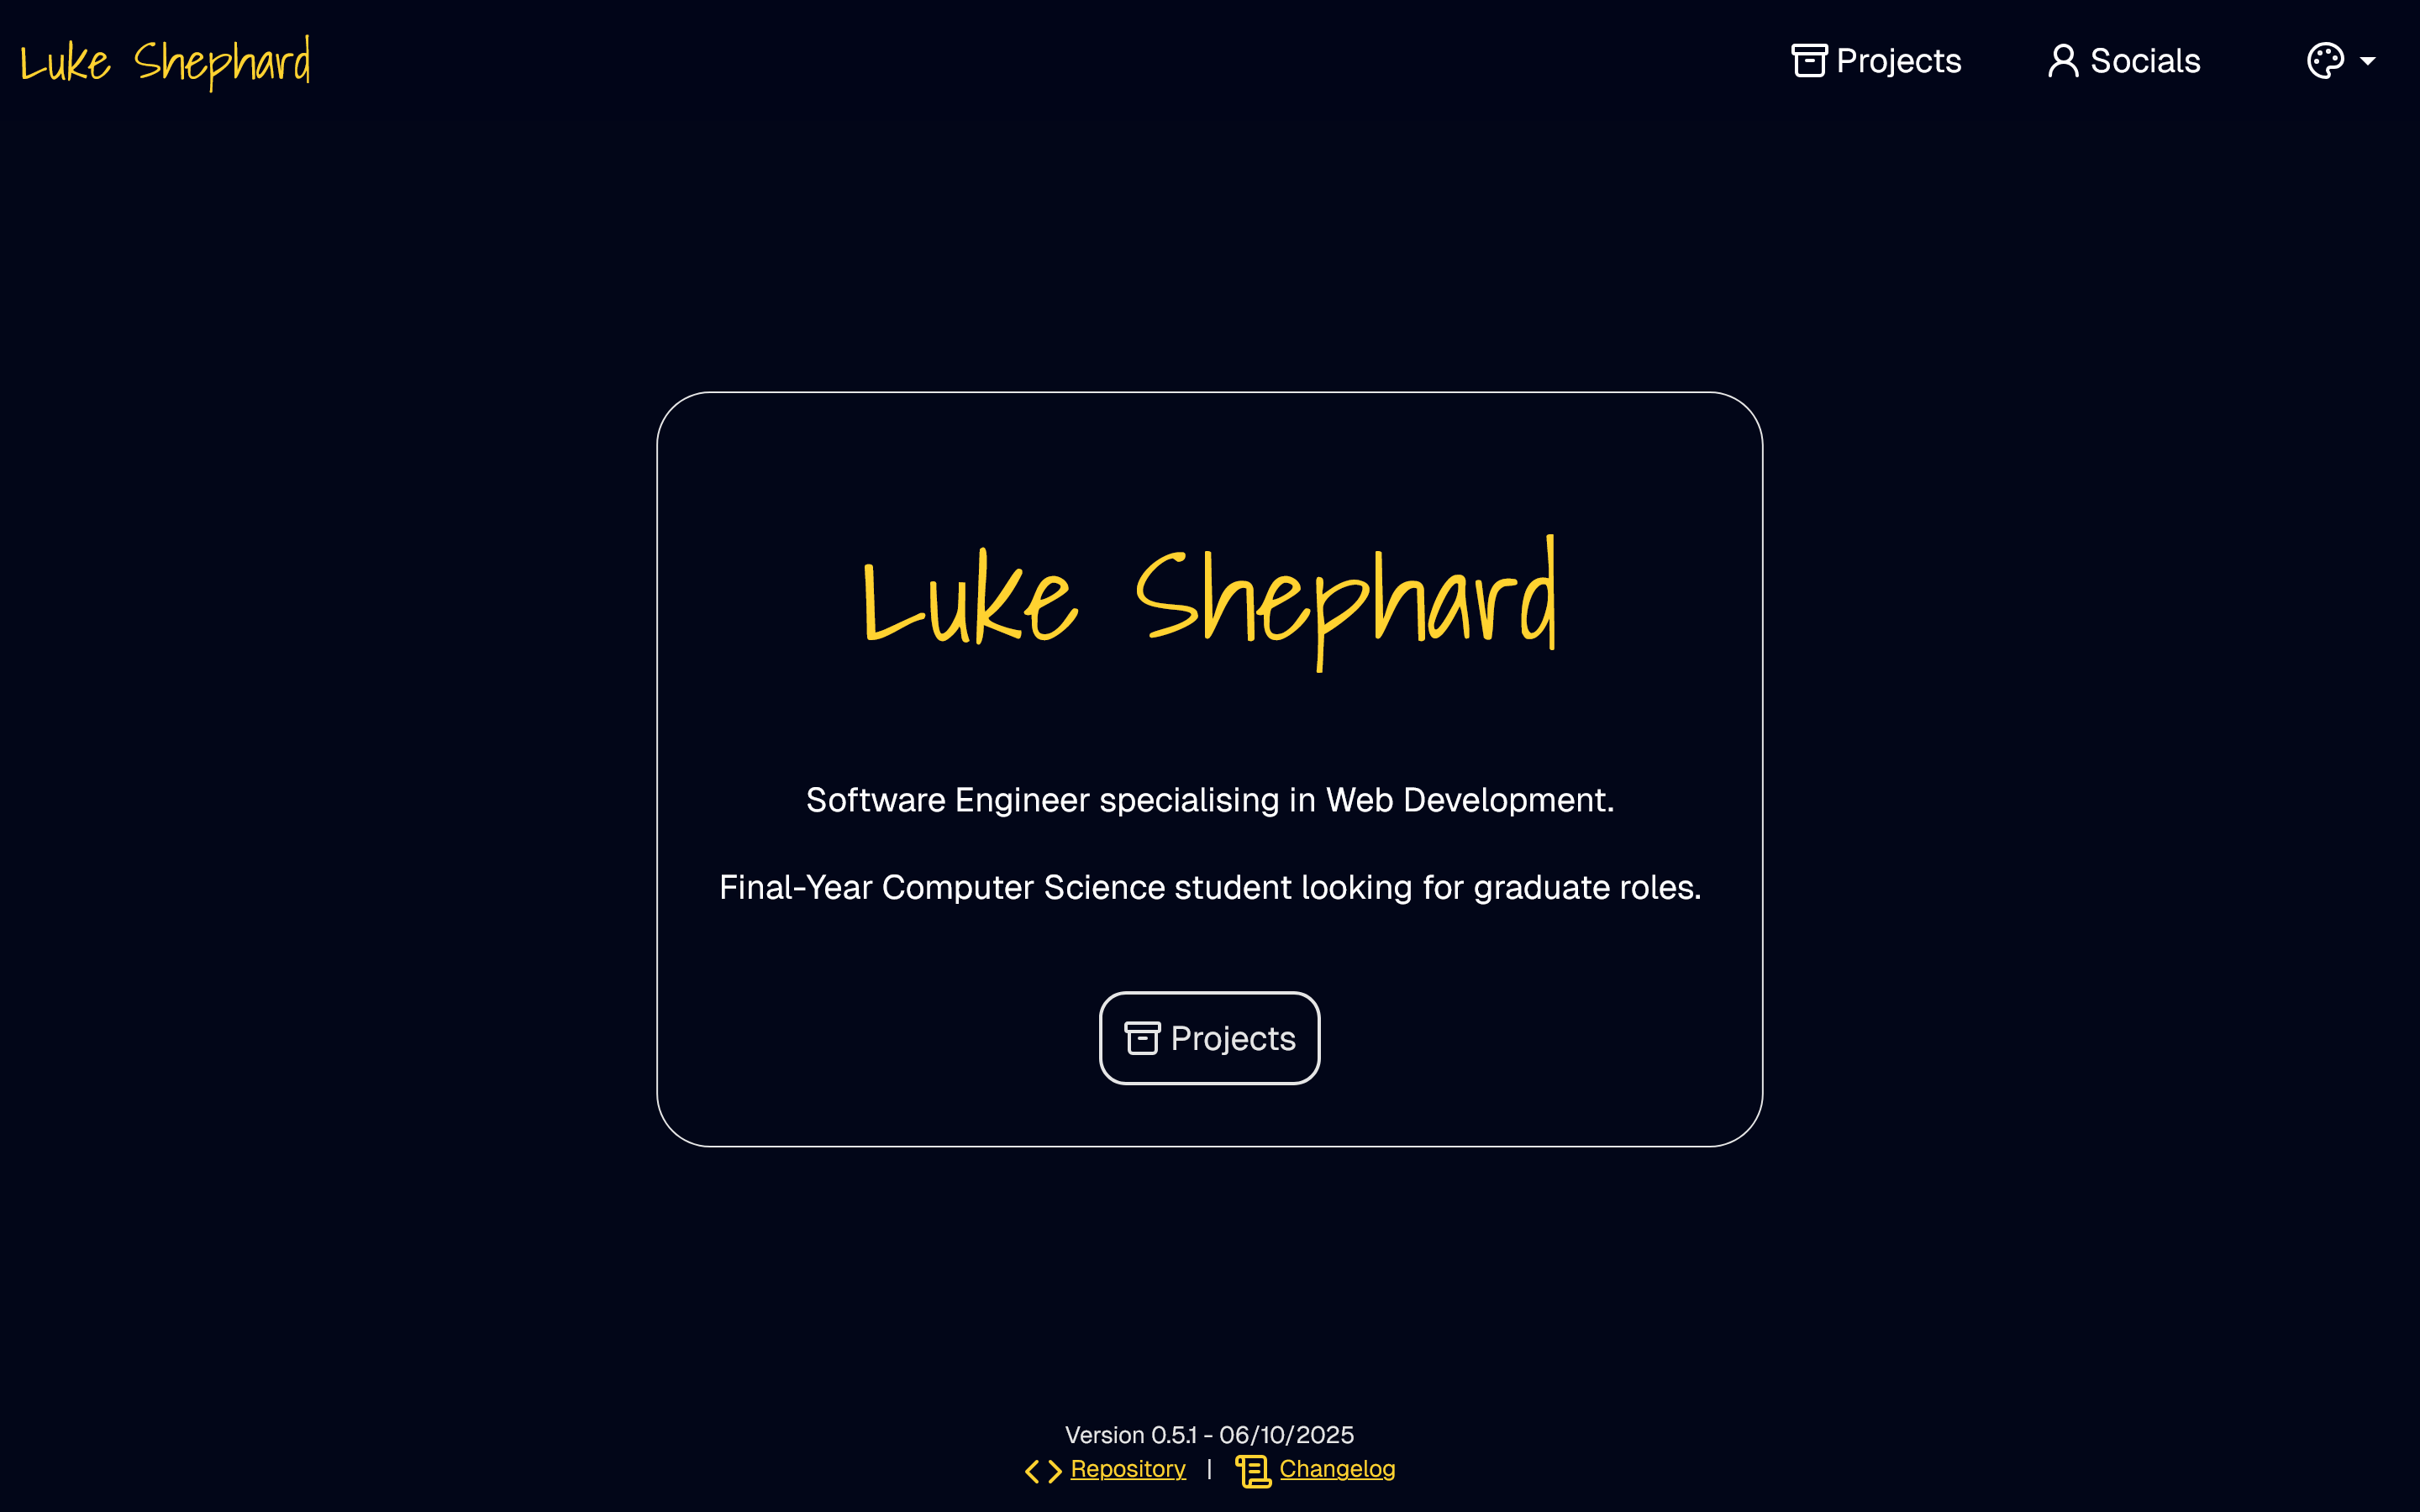 Luke Shephard
Projects
Socials
Luke Shephard
Software Engineer specialising in Web Development.
Final-Year Computer Science student looking for graduate roles.
Projects
Version 0.5.1 - 06/10/2025
Repository | Changelog